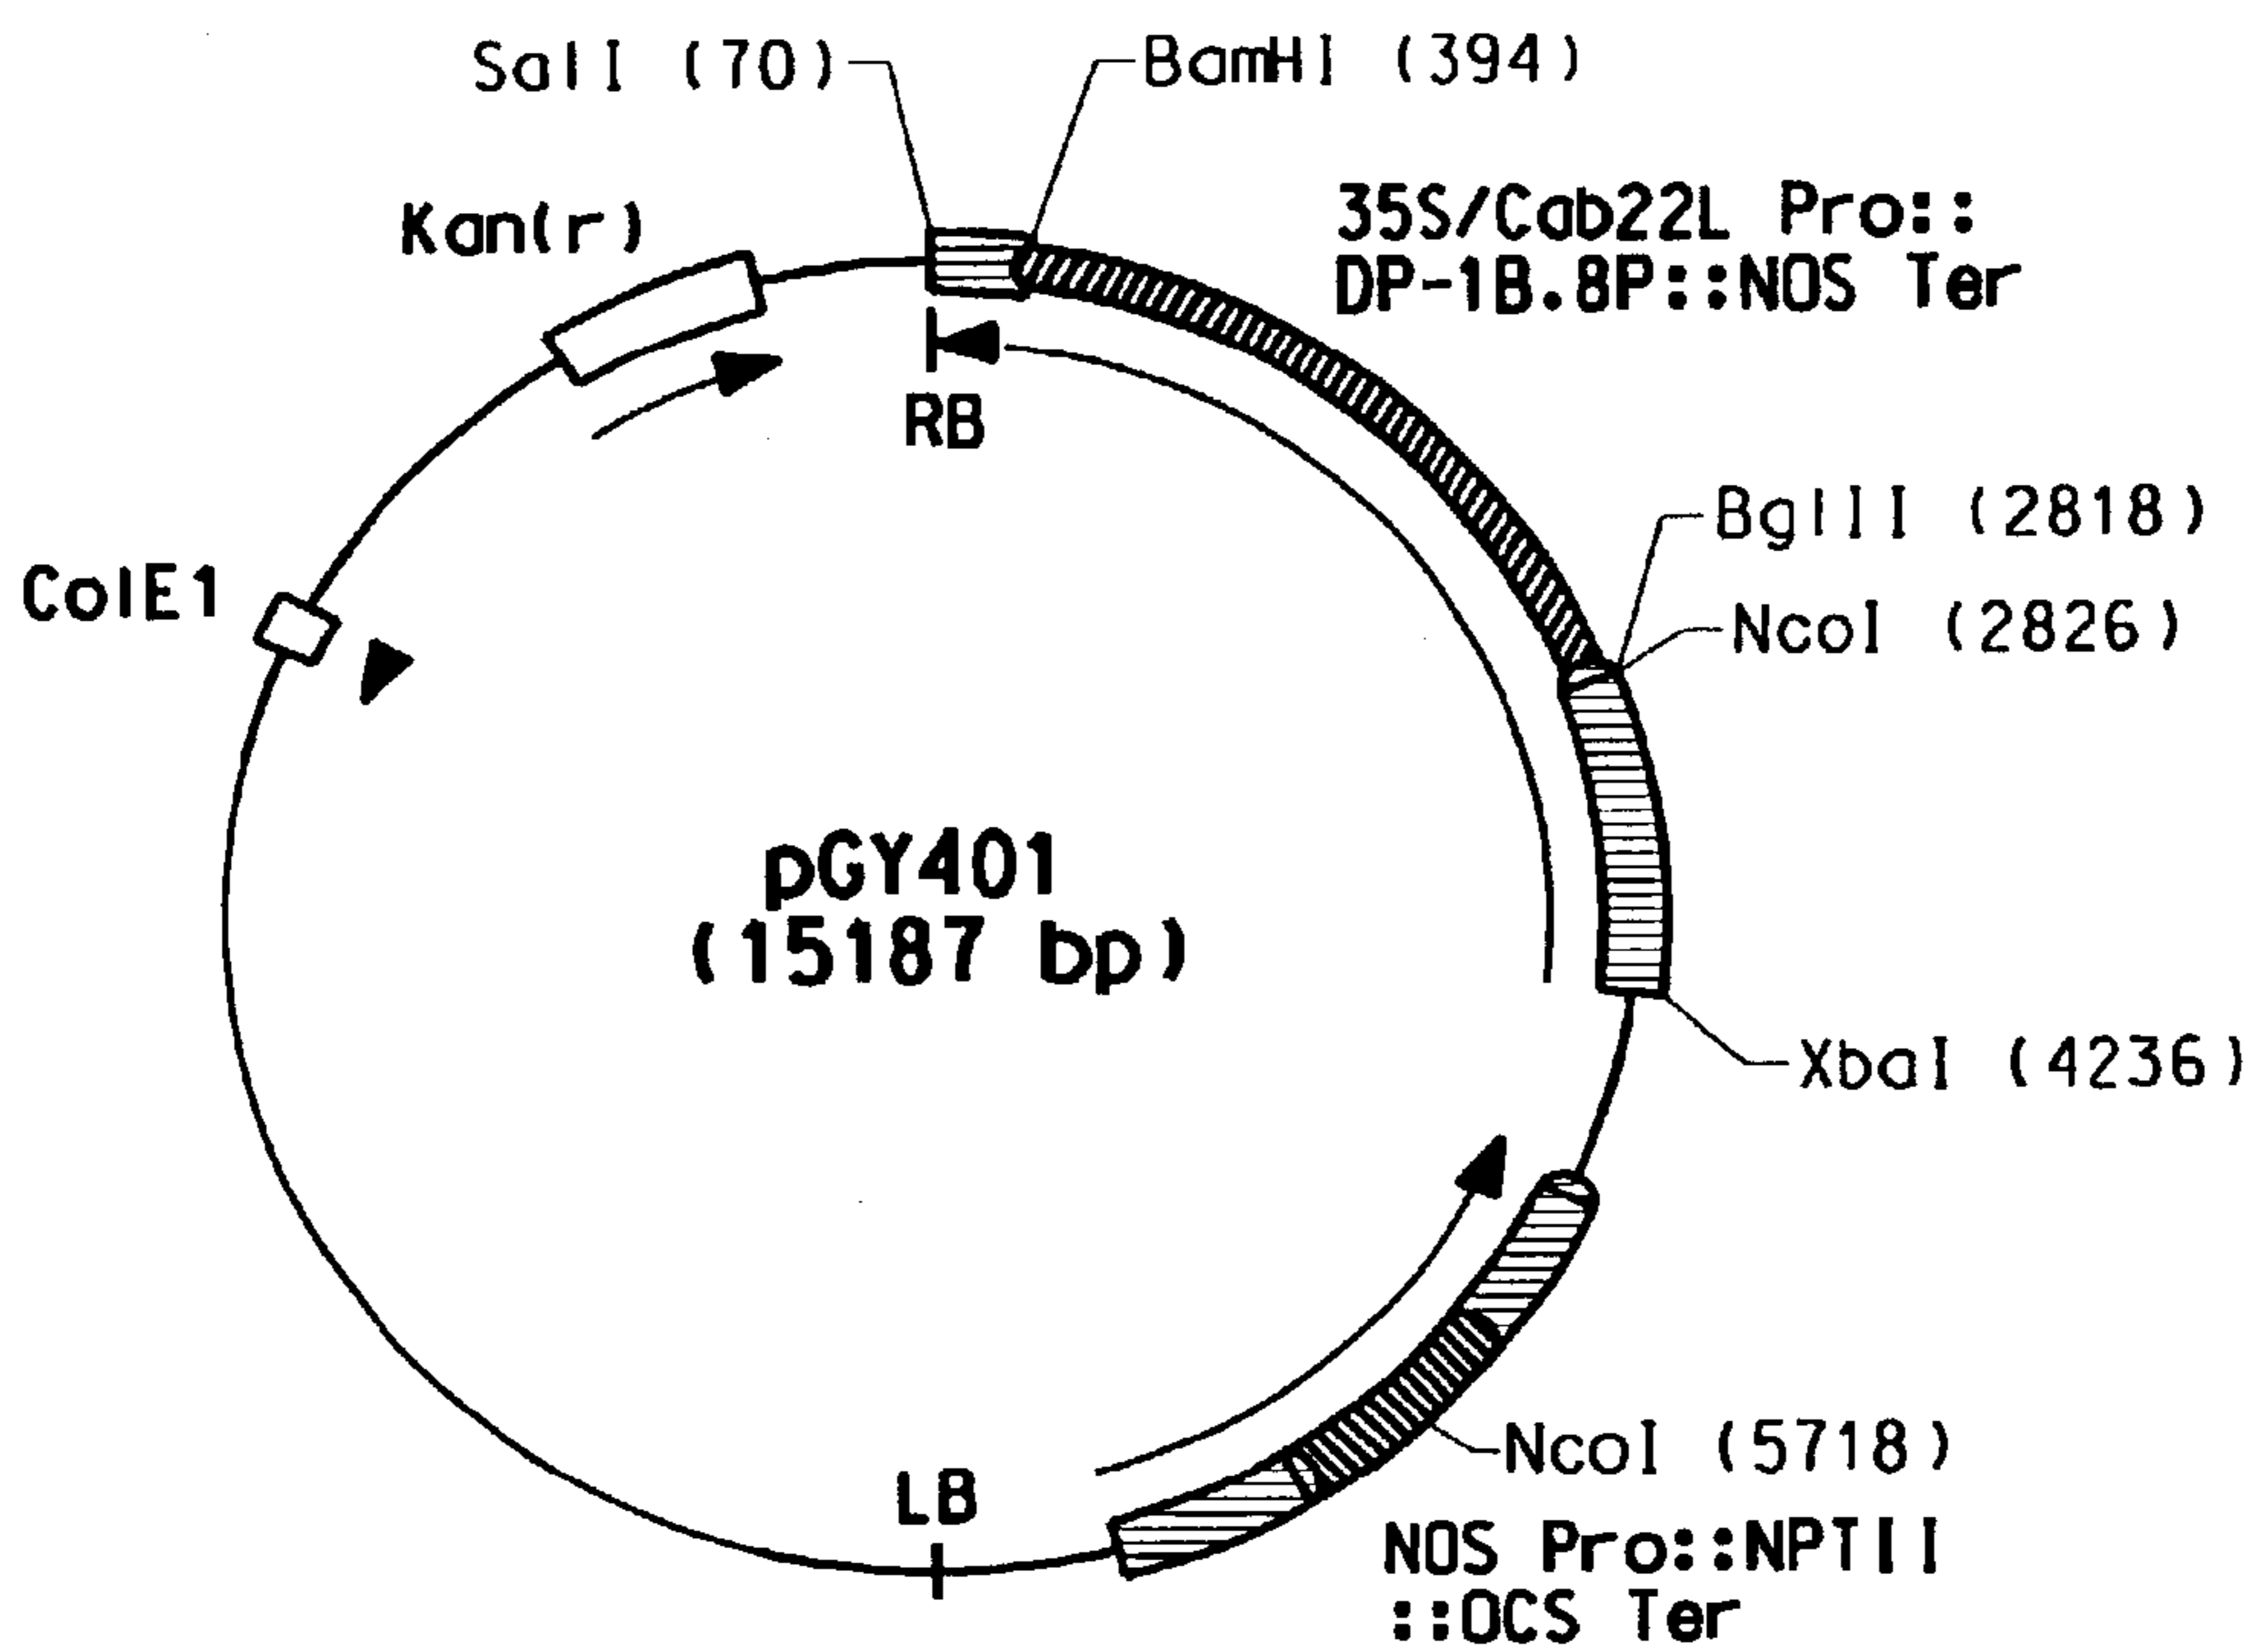 SalI (70)
BamHI (394)
Kan(r)
35S/Cab22L Pro::
DP-1B.8P::NOS Ter
RB
BglII (2818)
NcoI (2826)
ColE1
pGY401
(15187 bp)
XbaI (4236)
NcoI (5718)
LB
NOS Pro::NPTII
::OCS Ter